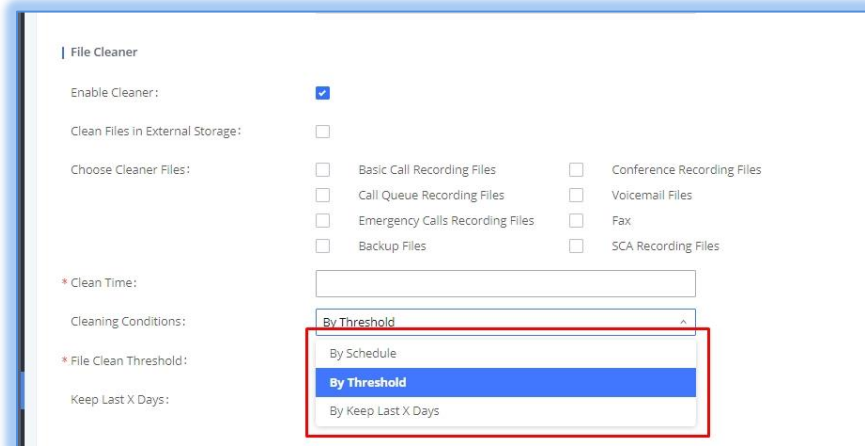 File Cleaner
Enable Cleaner:
Clean Files in External Storage:
Choose Cleaner Files: Basic Call Recording Files Conference Recording Files
Call Queue Recording Files Voicemail Files
Emergency Calls Recording Files Fax
Backup Files SCA Recording Files
* Clean Time:
Cleaning Conditions: By Threshold
By Schedule
* File Clean Threshold:
By Threshold
Keep Last X Days: By Keep Last X Days